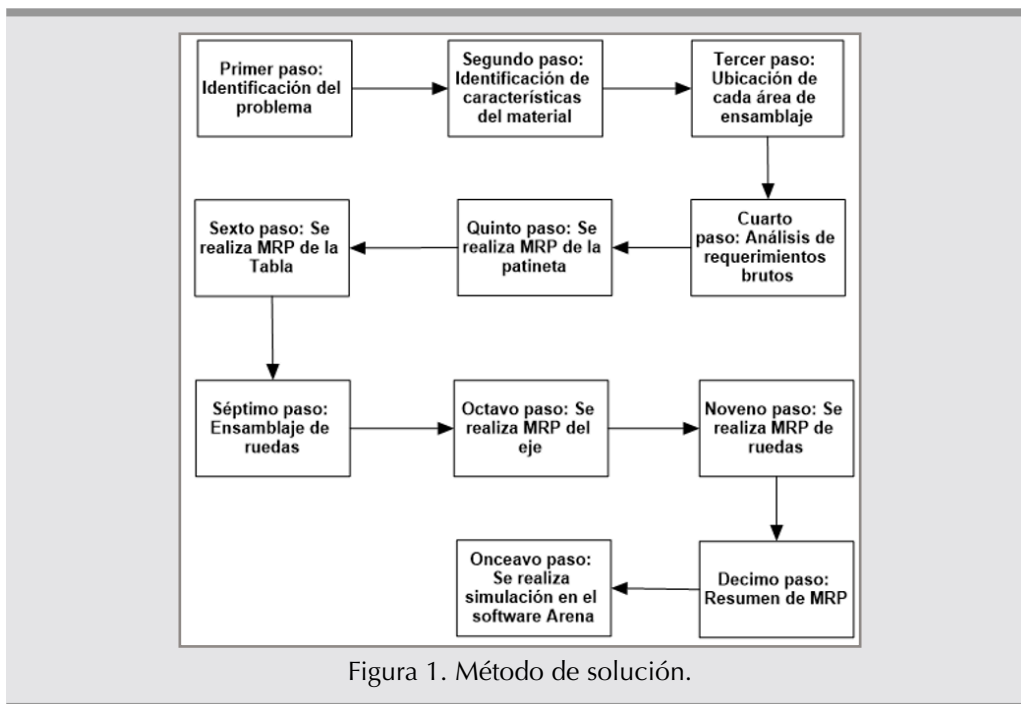 Primer paso:
Identificación del
problema
Segundo paso:
Identificación de
características
del material
Tercer paso:
Ubicación de
cada área de
ensamblaje
Cuarto
paso: Análisis de
requerimientos
brutos
Quinto paso: Se
realiza MRP de la
patineta
Sexto paso: Se
realiza MRP de la
Tabla
Séptimo paso:
Ensamblaje de
ruedas
Octavo paso: Se
realiza MRP del
eje
Noveno paso: Se
realiza MRP de
ruedas
Decimo paso:
Resumen de MRP
Onceavo paso:
Se realiza
simulación en el
software Arena
Figura 1. Método de solución.